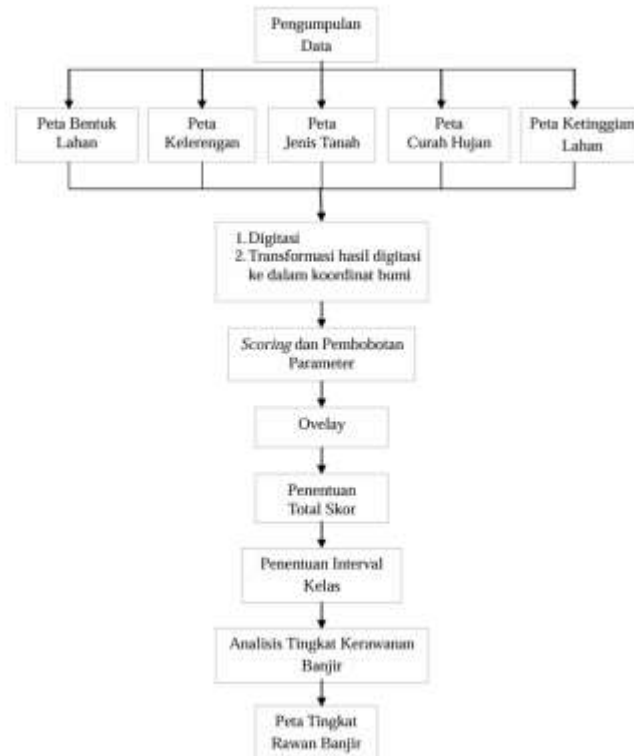 Pengumpulan
Data
Peta Bentuk
Lahan
Peta
Kelerengan
Peta
Jenis Tanah
Peta
Curah Hujan
Peta Ketinggian
Lahan
1. Digitasi
2. Transformasi hasil digitasi
ke dalam koordinat bumi
Scoring dan Pembobotan
Parameter
Ovelay
Penentuan
Total Skor
Penentuan Interval
Kelas
Analisis Tingkat Kerawanan
Banjir
Peta Tingkat
Rawan Banjir